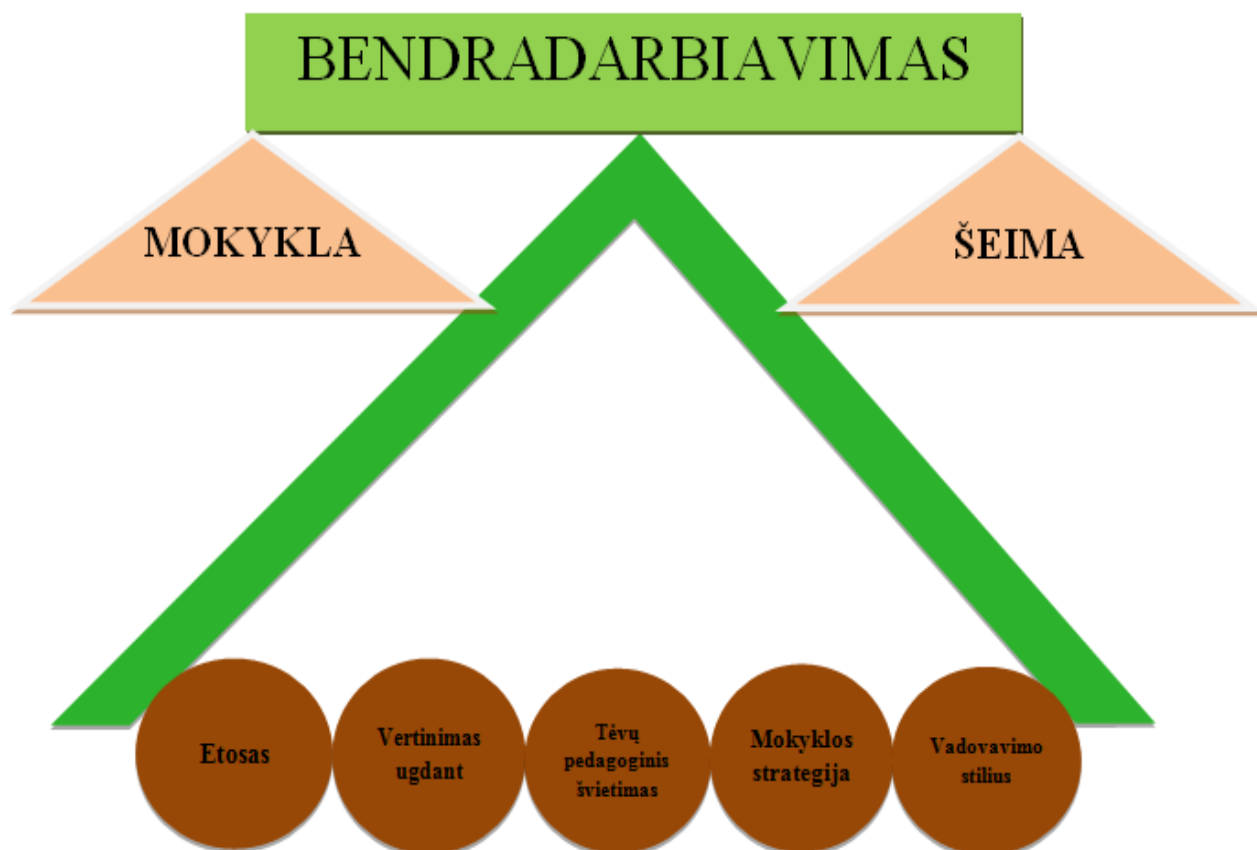 BENDRADARBIAVIMAS
MOKYKLA
ŠEIMA
Etosas
Vertinimas
ugdant
Tėvų
pedagoginis
švietimas
Mokyklos
strategija
Vadovavimo
stilius